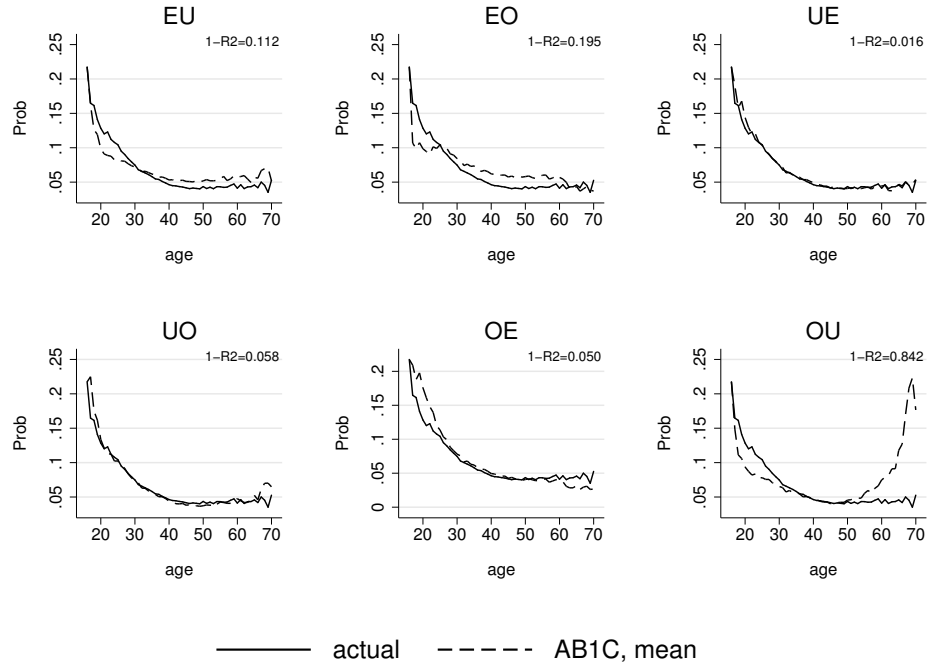 EU
1−R2=0.112
Prob
.25
.2
.15
.1
.05
20 30 40 50 60 70
age
EO
1−R2=0.195
Prob
.25
.2
.15
.1
.05
20 30 40 50 60 70
age
UE
1−R2=0.016
Prob
.25
.2
.15
.1
.05
20 30 40 50 60 70
age
UO
1−R2=0.058
Prob
.25
.2
.15
.1
.05
20 30 40 50 60 70
age
OE
1−R2=0.050
Prob
.2
.15
.1
.05
0
20 30 40 50 60 70
age
OU
1−R2=0.842
Prob
.25
.2
.15
.1
.05
20 30 40 50 60 70
age
actual
AB1C, mean